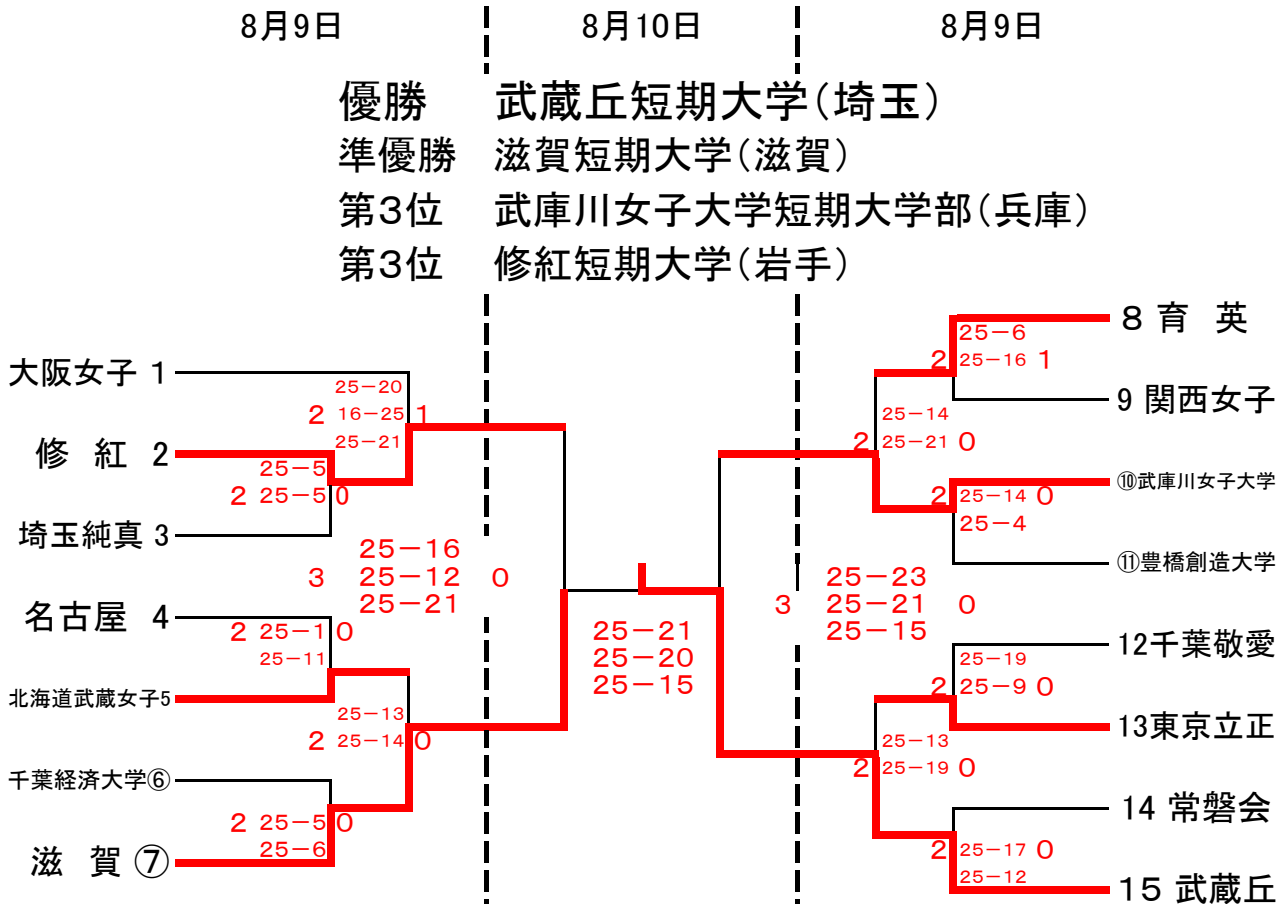 8月9日 8月10日 8月9日
優勝 武蔵丘短期大学(埼玉)
準優勝 滋賀短期大学(滋賀)
第3位 武庫川女子大学短期大学部(兵庫)
第3位 修紅短期大学(岩手)
大阪女子 1
25-20
2 16-25 1
25-21
修 紅 2
25-5
2 25-5 0
埼玉純真 3
25-16
3 25-12 0
25-21
名古屋 4
2 25-1 0
25-11
北海道武蔵女子5
25-13
2 25-14 0
千葉経済大学⑥
2 25-5 0
25-6
滋 賀 ⑦
25-21
25-20
25-15
8 育 英
25-6
2 25-16 1
9 関西女子
25-14
2 25-21 0
⑩武庫川女子大学
2 25-14 0
25-4
⑪豊橋創造大学
25-23
3 25-21 0
25-15
12千葉敬愛
25-19
2 25-9 0
13東京立正
25-13
2 25-19 0
14 常磐会
2 25-17 0
25-12
15 武蔵丘